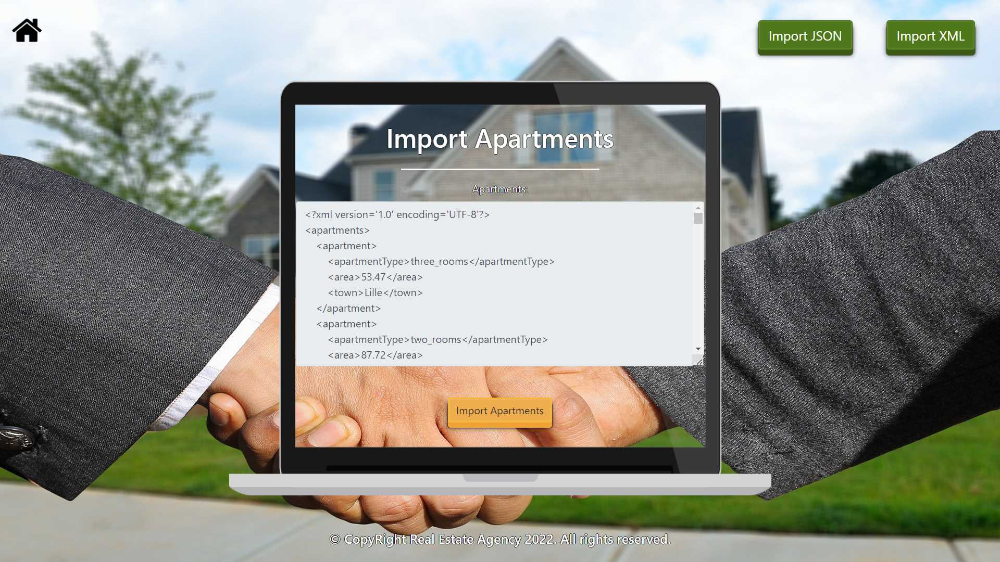 Import JSON
Import XML
Import Apartments
Apartments:
<?xml version='1.0' encoding='UTF-8'?>
<apartments>
<apartment>
<apartmentType>three_rooms</apartmentType>
<area>53.47</area>
<town>Lille</town>
</apartment>
<apartment>
<apartmentType>two_rooms</apartmentType>
<area>87.72</area>
Import Apartments
© CopyRight Real Estate Agency 2022. All rights reserved.